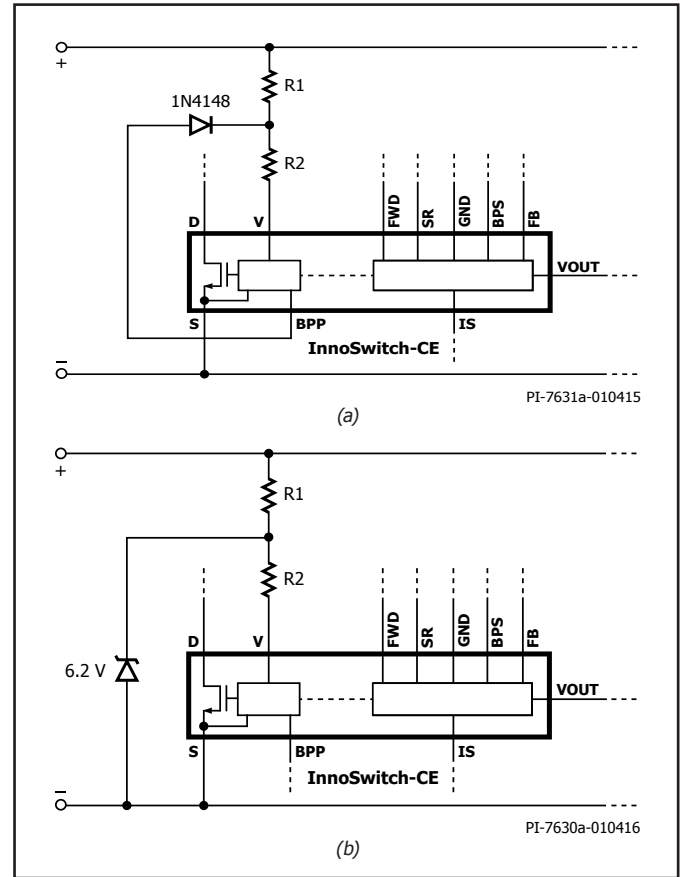 +
R1
1N4148
R2
D
V
FWD
SR
GND
BPS
FB
VOUT
S
BPP
IS
InnoSwitch-CE
–
PI-7631a-010415
(a)
+
R1
R2
D
V
FWD
SR
GND
BPS
FB
6.2 V
VOUT
S
BPP
IS
InnoSwitch-CE
–
PI-7630a-010416
(b)